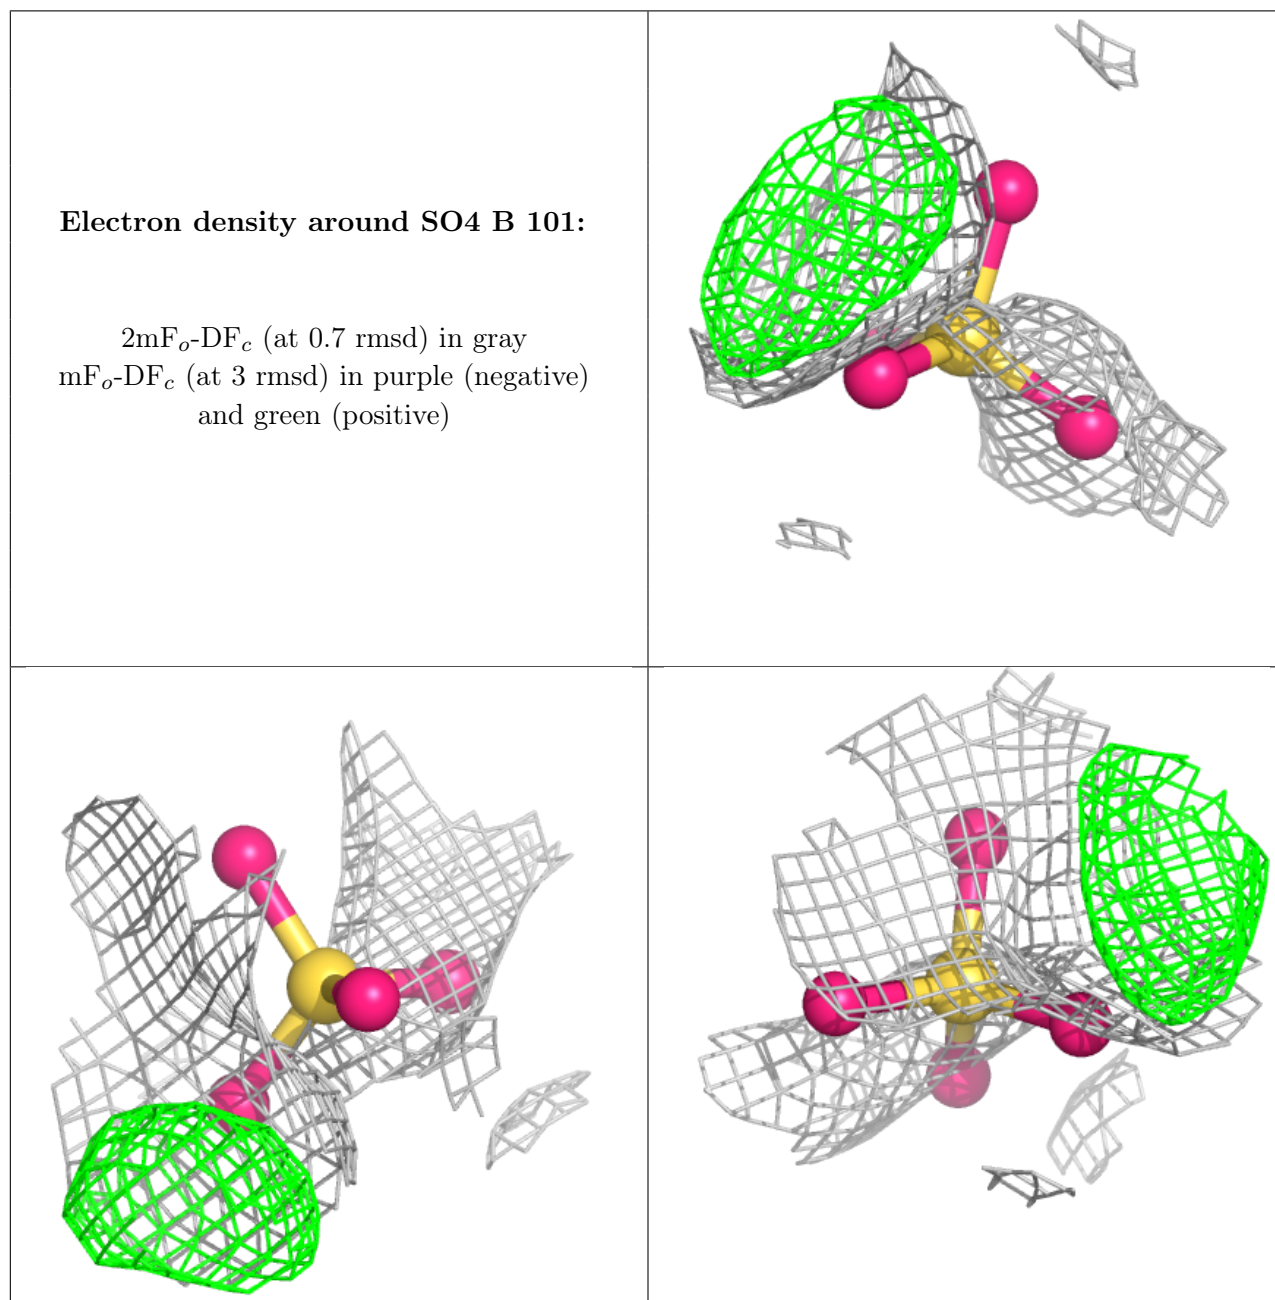 Electron density around SO4 B 101:
2mFo-DFc (at 0.7 rmsd) in gray
mFo-DFc (at 3 rmsd) in purple (negative)
and green (positive)